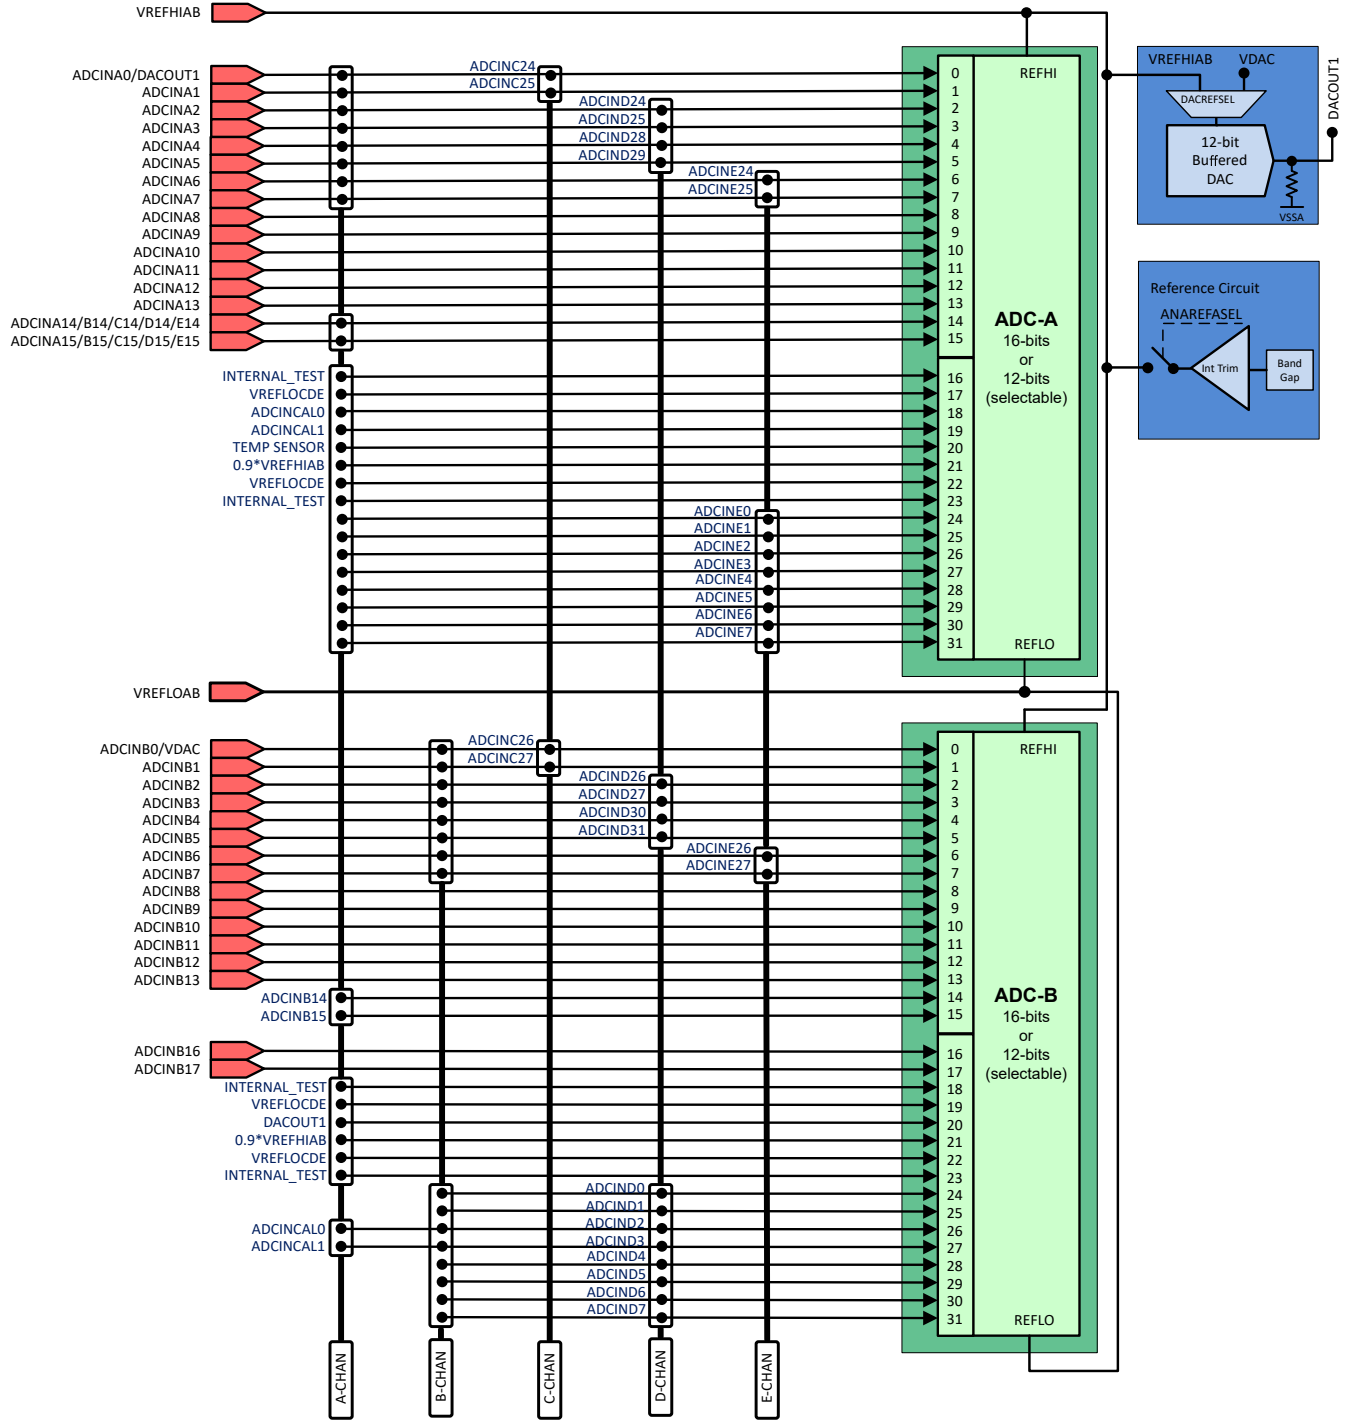 VREFHIAB
ADCINA0/DACOUT1
ADCINA1
ADCINA2
ADCINA3
ADCINA4
ADCINA5
ADCINA6
ADCINA7
ADCINA8
ADCINA9
ADCINA10
ADCINA11
ADCINA12
ADCINA13
ADCINA14/B14/C14/D14/E14
ADCINA15/B15/C15/D15/E15
INTERNAL_TEST
VREFLOCDE
ADCINCAL0
ADCINCAL1
TEMP SENSOR
0.9*VREFHIAB
VREFLOCDE
INTERNAL_TEST
ADCINC24
ADCINC25
ADCIND24
ADCIND25
ADCIND28
ADCIND29
ADCINE24
ADCINE25
ADCINE0
ADCINE1
ADCINE2
ADCINE3
ADCINE4
ADCINE5
ADCINE6
ADCINE7
0
1
2
3
4
5
6
7
8
9
10
11
12
13
14
15
16
17
18
19
20
21
22
23
24
25
26
27
28
29
30
31
REFHI
ADC-A
16-bits
or
12-bits
(selectable)
REFLO
VREFHIAB
VDAC
DACREFSEL
12-bit
Buffered
DAC
VSSA
DACOUT1
Reference Circuit
ANAREFASEL
Int Trim
Band
Gap
VREFLOAB
ADCINB0/VDAC
ADCINB1
ADCINB2
ADCINB3
ADCINB4
ADCINB5
ADCINB6
ADCINB7
ADCINB8
ADCINB9
ADCINB10
ADCINB11
ADCINB12
ADCINB13
ADCINB14
ADCINB15
ADCINB16
ADCINB17
INTERNAL_TEST
VREFLOCDE
DACOUT1
0.9*VREFHIAB
VREFLOCDE
INTERNAL_TEST
ADCINCAL0
ADCINCAL1
ADCINC26
ADCINC27
ADCIND26
ADCIND27
ADCIND30
ADCIND31
ADCINE26
ADCINE27
ADCIND0
ADCIND1
ADCIND2
ADCIND3
ADCIND4
ADCIND5
ADCIND6
ADCIND7
0
1
2
3
4
5
6
7
8
9
10
11
12
13
14
15
16
17
18
19
20
21
22
23
24
25
26
27
28
29
30
31
REFHI
ADC-B
16-bits
or
12-bits
(selectable)
REFLO
A-CHAN
B-CHAN
C-CHAN
D-CHAN
E-CHAN